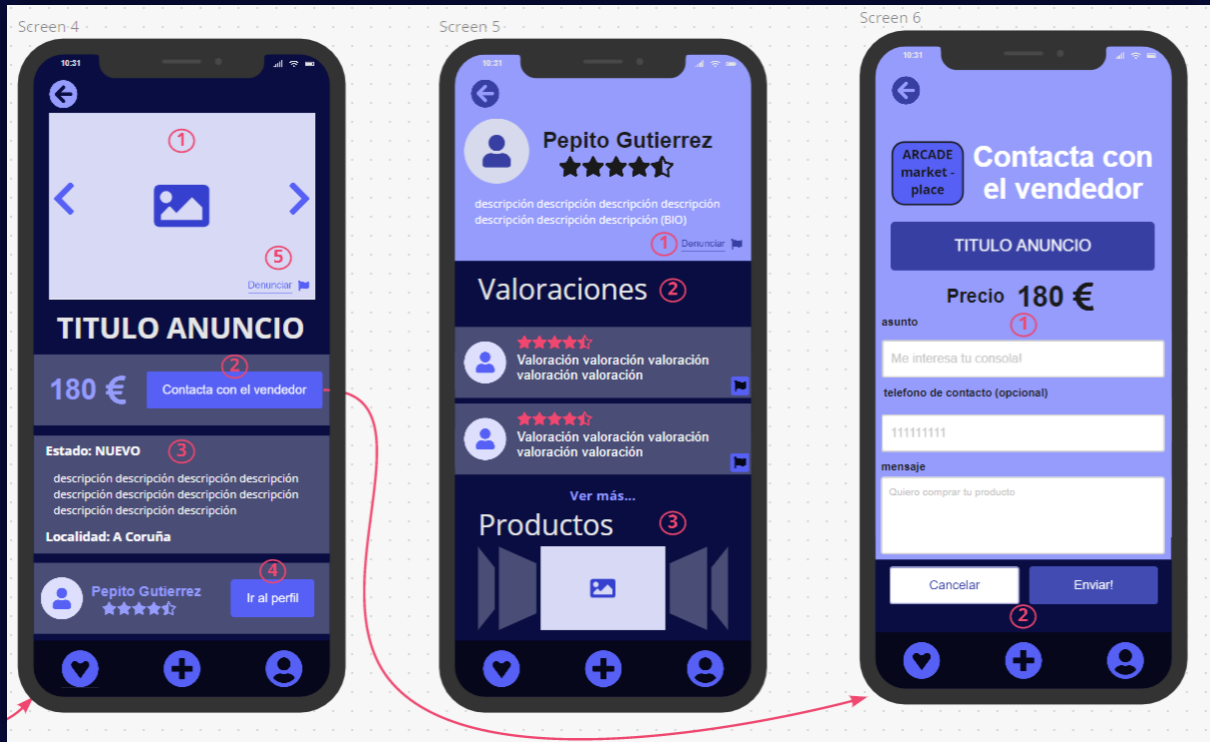 Screen 4
10:31
1
5
Denunciar
TITULO ANUNCIO
2
180 €
Contacta con el vendedor
Estado: NUEVO
3
descripción descripción descripción descripción
descripción descripción descripción descripción
descripción descripción descripción
Localidad: A Coruña
4
Pepito Gutierrez
Ir al perfil
Screen 5
10:31
Pepito Gutierrez
descripción descripción descripción descripción
descripción descripción descripción (BIO)
1
Denunciar
Valoraciones
2
Valoración valoración valoración
valoración valoración
Valoración valoración valoración
valoración valoración
Ver más...
Productos
3
Screen 6
10:31
ARCADE
market -
place
Contacta con
el vendedor
TITULO ANUNCIO
Precio 180 €
asunto
1
Me interesa tu consola!
telefono de contacto (opcional)
111111111
mensaje
Quiero comprar tu producto
Cancelar
Enviar!
2